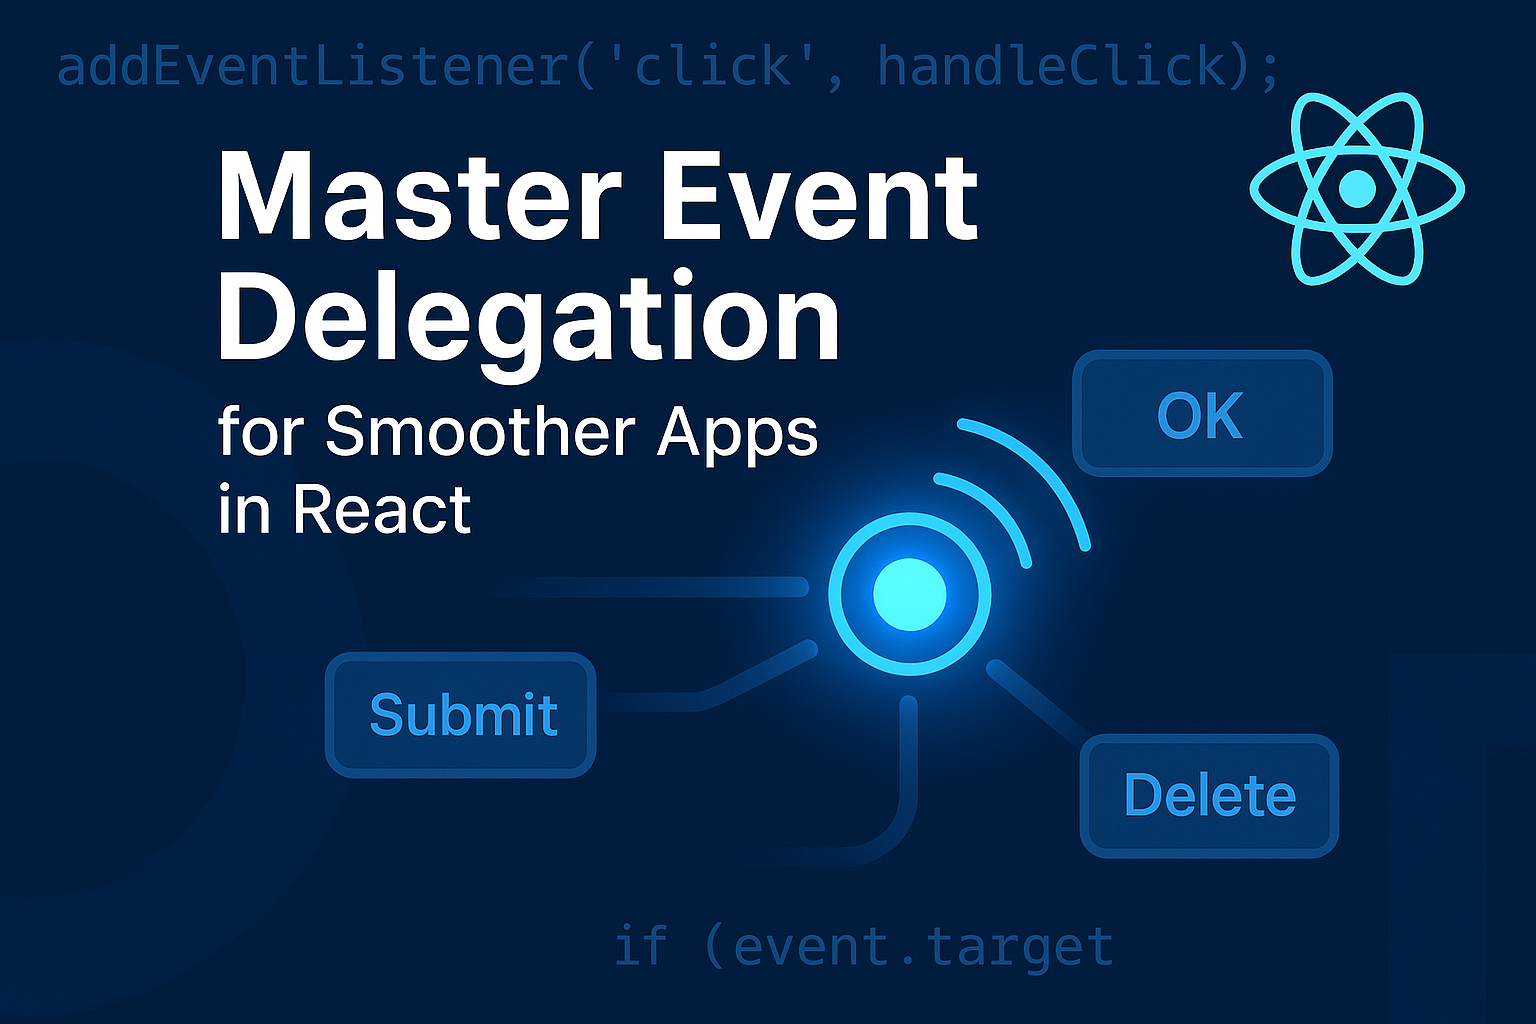 addEventListener('click', handleClick);
Master Event
Delegation
for Smoother Apps
in React
OK
Submit
Delete
if (event.target